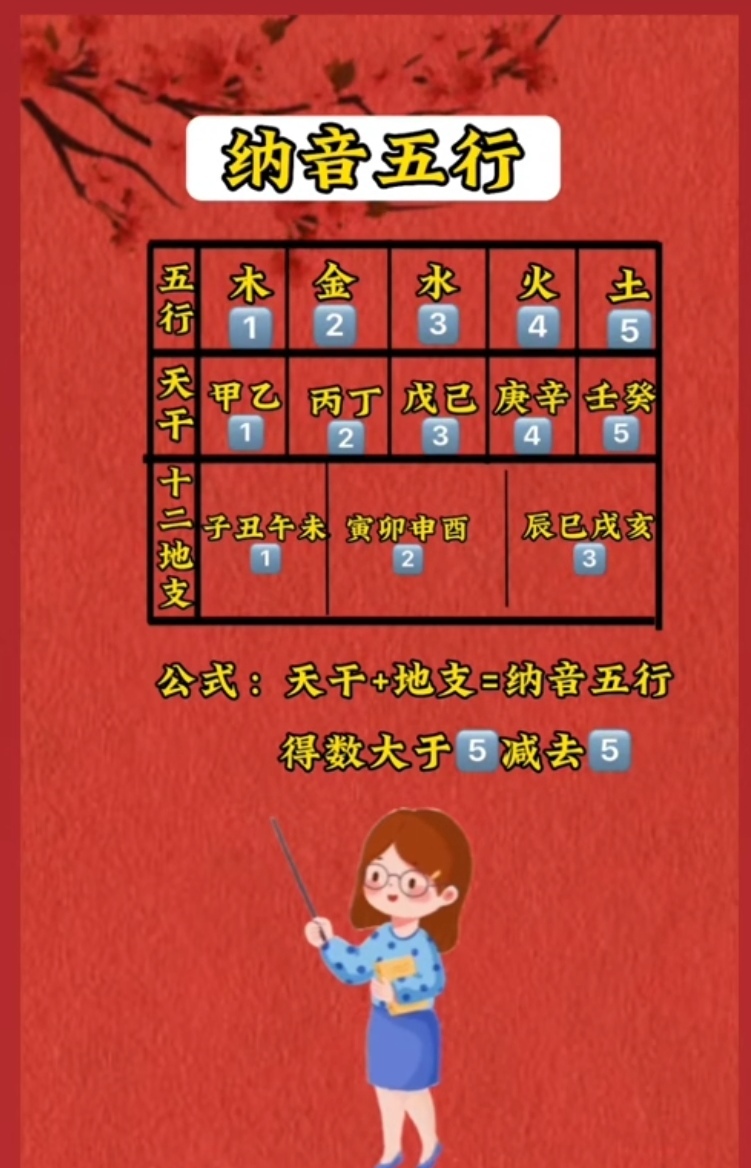 纳音五行
五行 木 金 水 火 土
1 2 3 4 5
天干 甲乙 丙丁 戊己 庚辛 壬癸
1 2 3 4 5
十二地支 子丑午未 寅卯申酉 辰巳戌亥
1 2 3
公式：天干+地支=纳音五行
得数大于5减去5